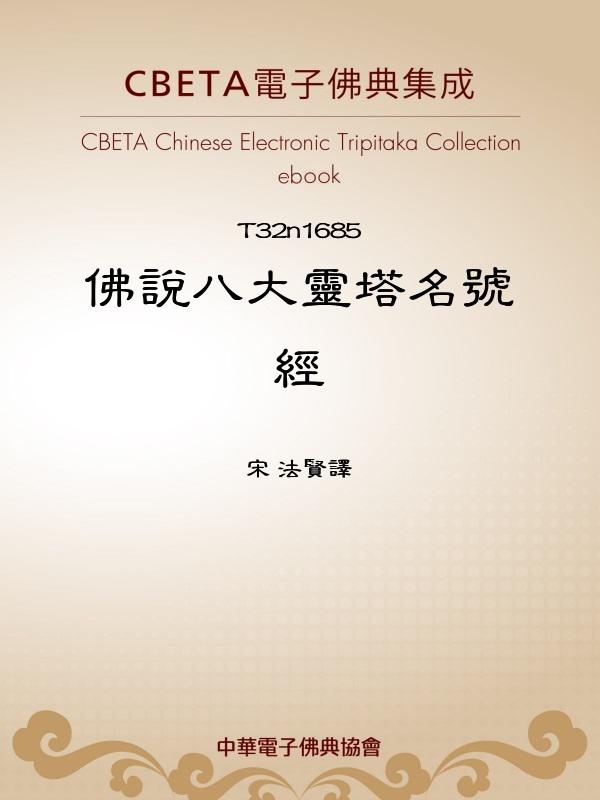 CBETA電子佛典集成
CBETA Chinese Electronic Tripitaka Collection
ebook
T32n1685
佛說八大靈塔名號
經
宋 法賢譯
中華電子佛典協會